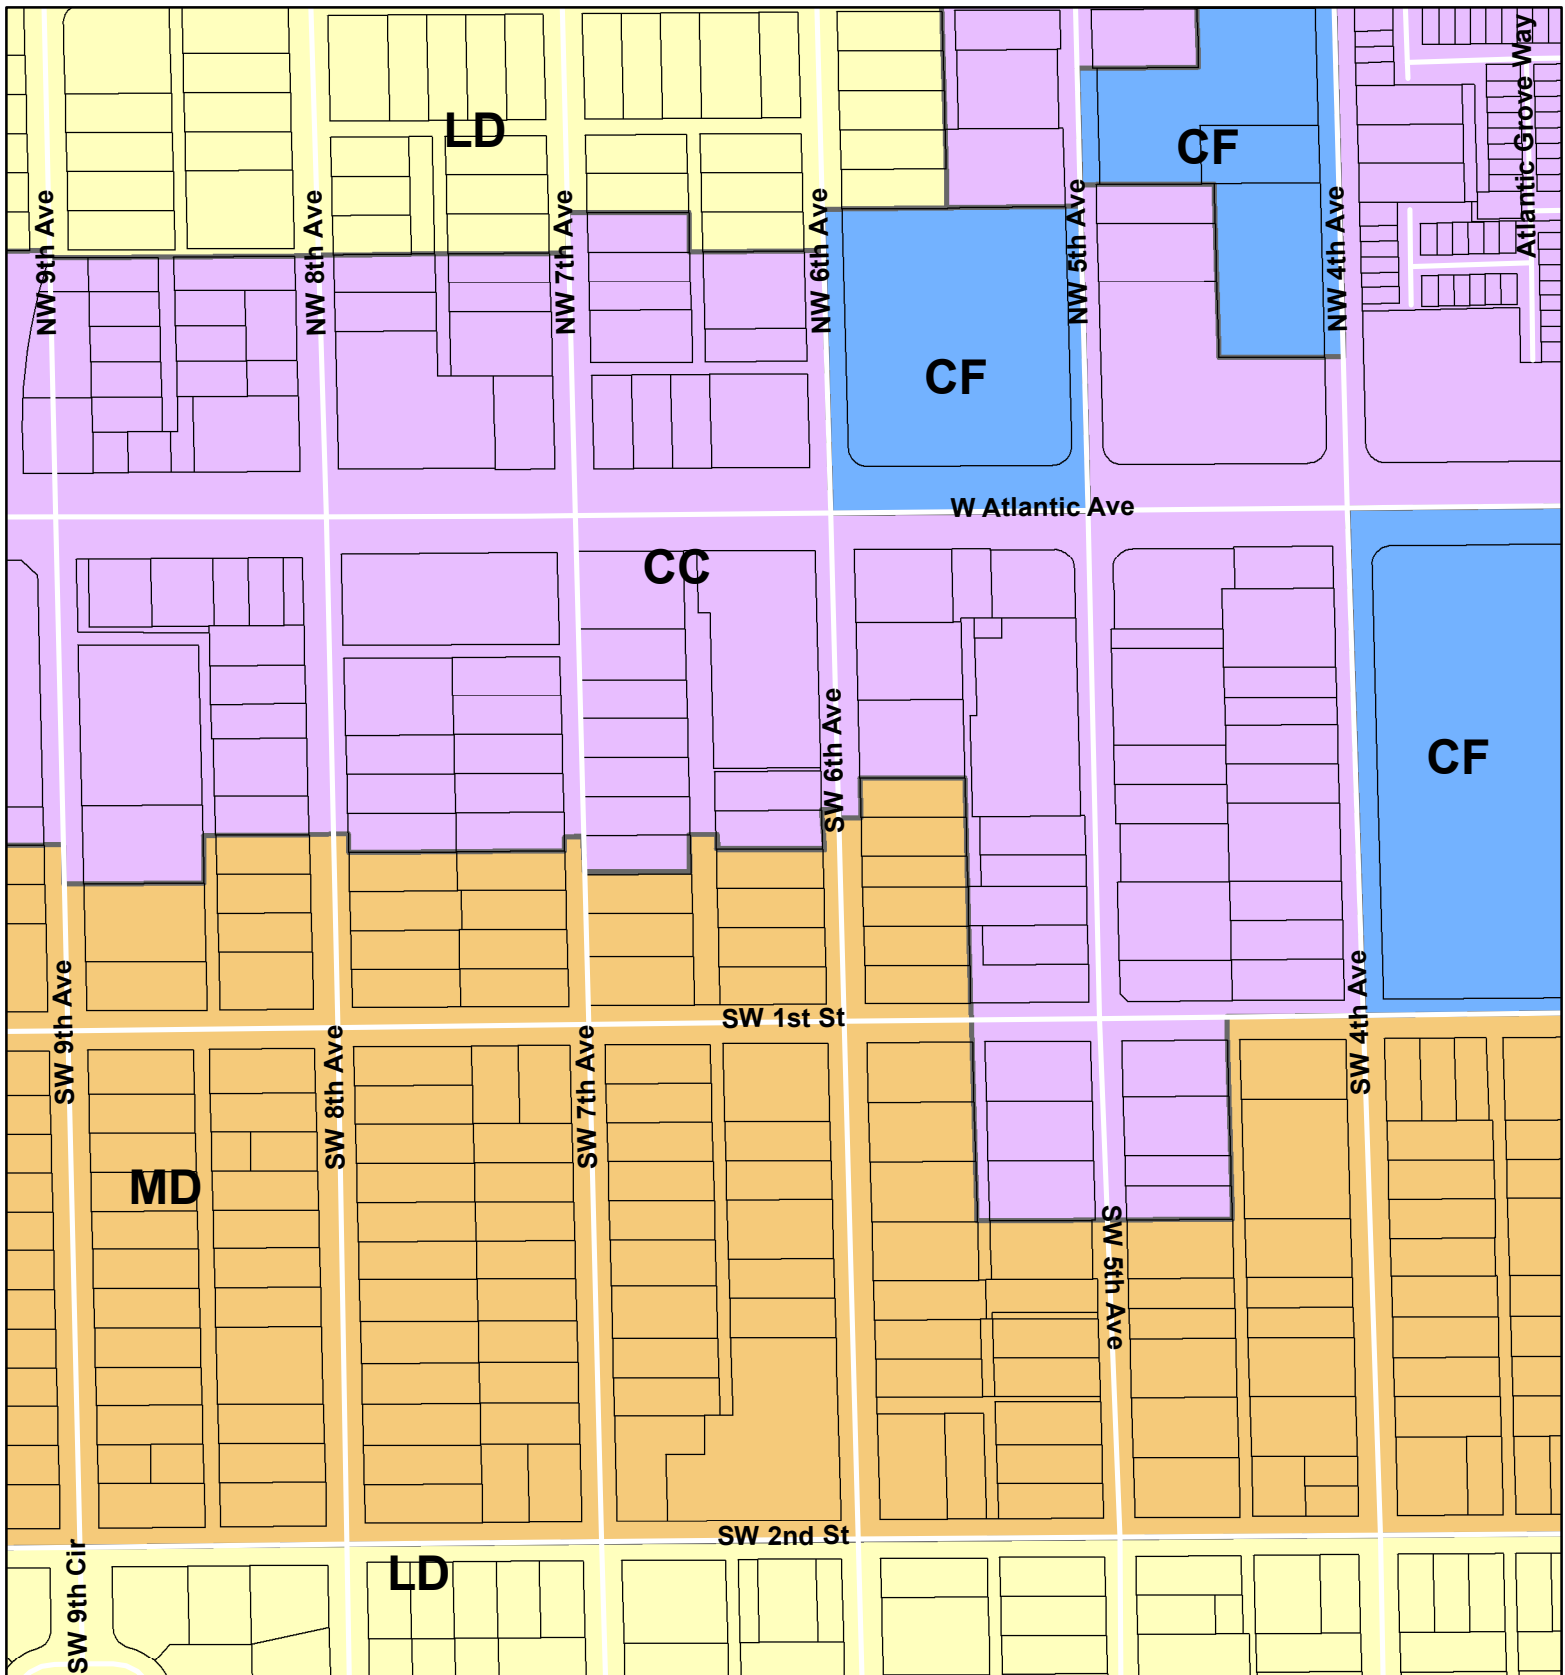 Atlantic Grove Way
LD
CF
NW 9th Ave
NW 8th Ave
NW 7th Ave
NW 6th Ave
NW 5th Ave
NW 4th Ave
CF
W Atlantic Ave
CC
SW 6th Ave
CF
SW 9th Ave
SW 1st St
SW 8th Ave
SW 7th Ave
SW 4th Ave
MD
SW 5th Ave
SW 2nd St
SW 9th Cir
LD